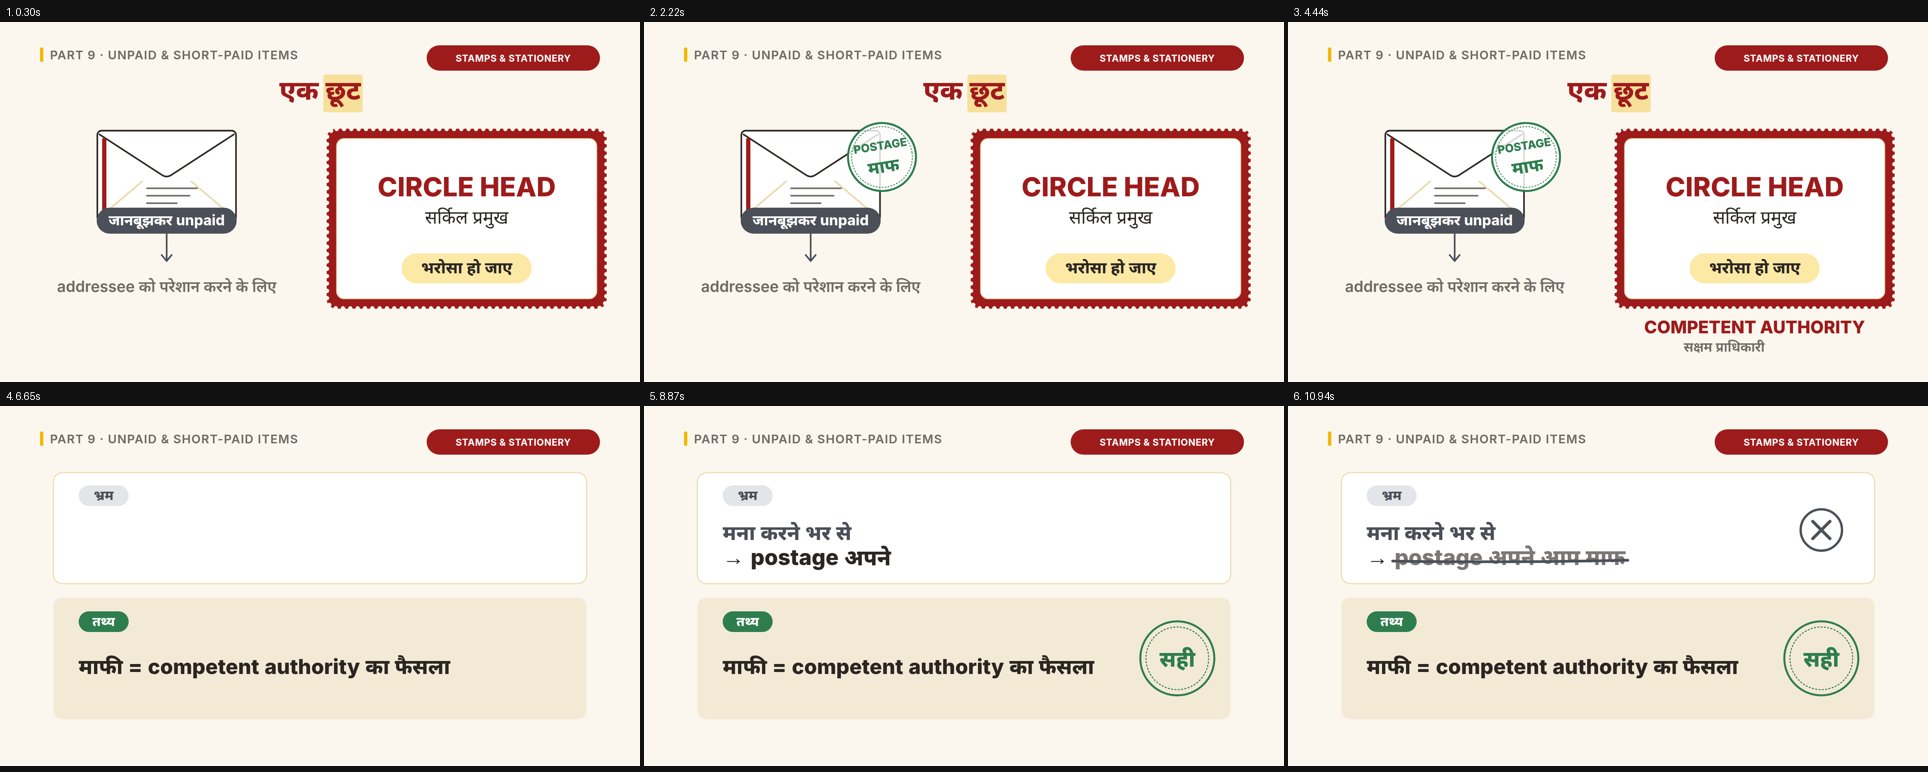 1. 0.30s
PART 9 · UNPAID & SHORT-PAID ITEMS
STAMPS & STATIONERY
एक छूट
जानबूझकर unpaid
addressee को परेशान करने के लिए
CIRCLE HEAD
सर्किल प्रमुख
भरोसा हो जाए
2. 2.22s
PART 9 · UNPAID & SHORT-PAID ITEMS
STAMPS & STATIONERY
एक छूट
POSTAGE
माफ
जानबूझकर unpaid
addressee को परेशान करने के लिए
CIRCLE HEAD
सर्किल प्रमुख
भरोसा हो जाए
3. 4.44s
PART 9 · UNPAID & SHORT-PAID ITEMS
STAMPS & STATIONERY
एक छूट
POSTAGE
माफ
जानबूझकर unpaid
addressee को परेशान करने के लिए
CIRCLE HEAD
सर्किल प्रमुख
भरोसा हो जाए
COMPETENT AUTHORITY
सक्षम प्राधिकारी
4. 6.65s
PART 9 · UNPAID & SHORT-PAID ITEMS
STAMPS & STATIONERY
भ्रम
तथ्य
माफी = competent authority का फैसला
5. 8.87s
PART 9 · UNPAID & SHORT-PAID ITEMS
STAMPS & STATIONERY
भ्रम
मना करने भर से
→ postage अपने
तथ्य
माफी = competent authority का फैसला
सही
6. 10.94s
PART 9 · UNPAID & SHORT-PAID ITEMS
STAMPS & STATIONERY
भ्रम
मना करने भर से
→ postage अपने आप माफ
तथ्य
माफी = competent authority का फैसला
सही